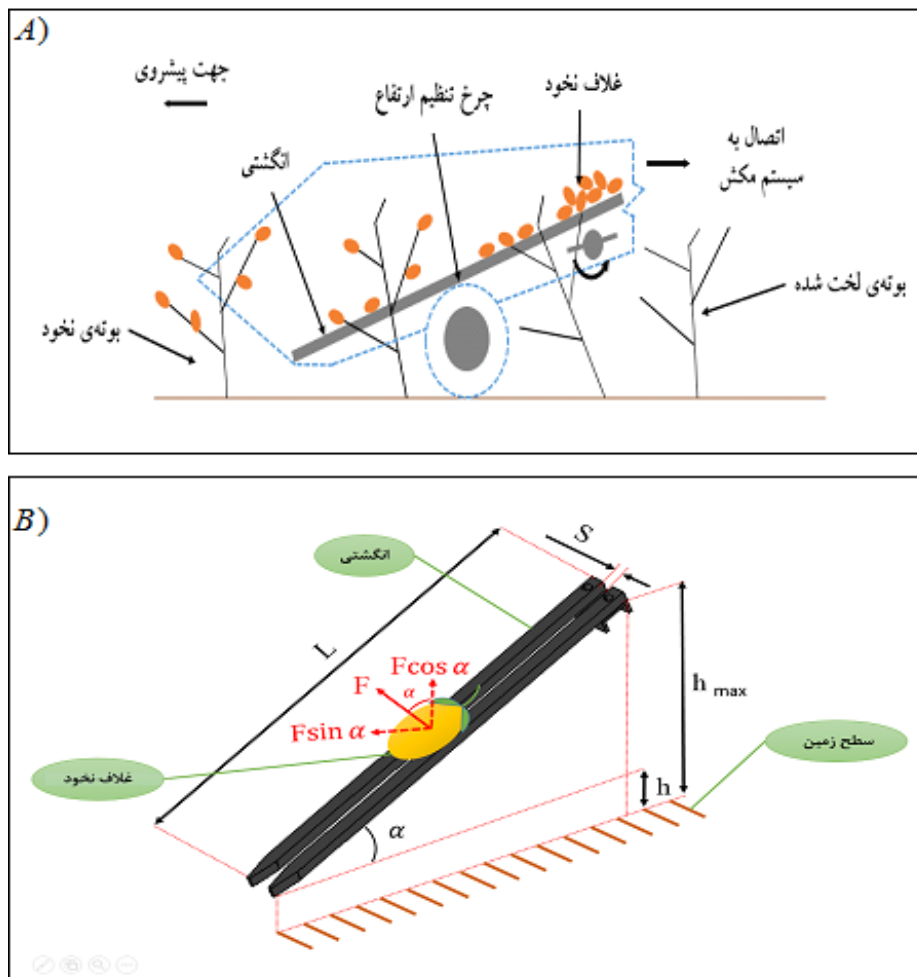 A)
جهت پیشروی
چرخ تنظیم ارتفاع
غلاف نخود
اتصال به
سیستم مکش
انگشتی
بوته‌ی لخت شده
بوته‌ی نخود
B)
S
انگشتی
L
Fcos α
F
α
h max
Fsin α
سطح زمین
غلاف نخود
h
α